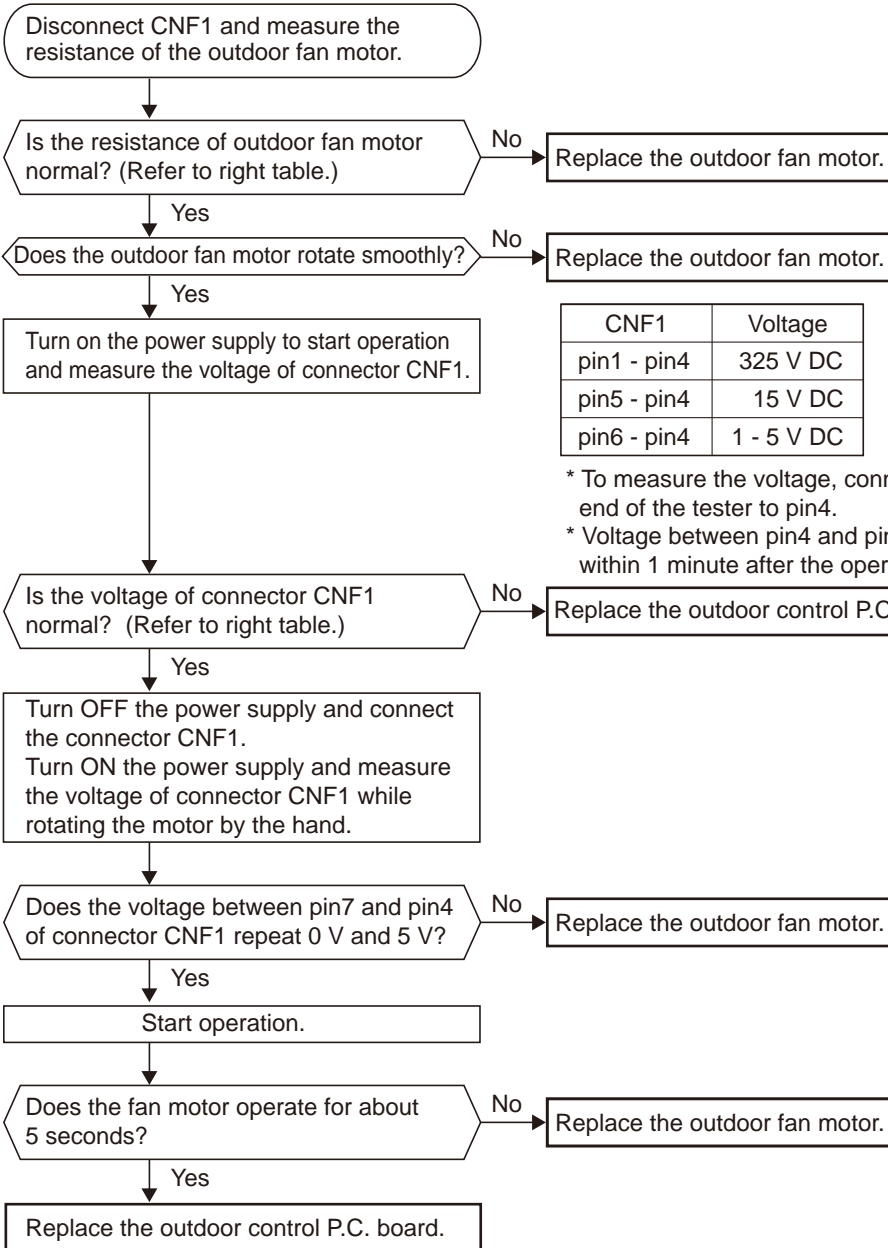 Disconnect CNF1 and measure the
resistance of the outdoor fan motor.
Is the resistance of outdoor fan motor
normal? (Refer to right table.)
No
Replace the outdoor fan motor.
Yes
Does the outdoor fan motor rotate smoothly?
No
Replace the outdoor fan motor.
Yes
Turn on the power supply to start operation
and measure the voltage of connector CNF1.
CNF1 Voltage
pin1 - pin4 325 V DC
pin5 - pin4 15 V DC
pin6 - pin4 1 - 5 V DC
* To measure the voltage,
end of the tester to pin4.
* Voltage between pin4 and
within 1 minute after the
Is the voltage of connector CNF1
normal? (Refer to right table.)
No
Replace the outdoor control
Yes
Turn OFF the power supply and connect
the connector CNF1.
Turn ON the power supply and measure
the voltage of connector CNF1 while
rotating the motor by the hand.
Does the voltage between pin7 and pin4
of connector CNF1 repeat 0 V and 5 V?
No
Replace the outdoor fan motor.
Yes
Start operation.
Does the fan motor operate for about
5 seconds?
No
Replace the outdoor fan motor.
Yes
Replace the outdoor control P.C. board.